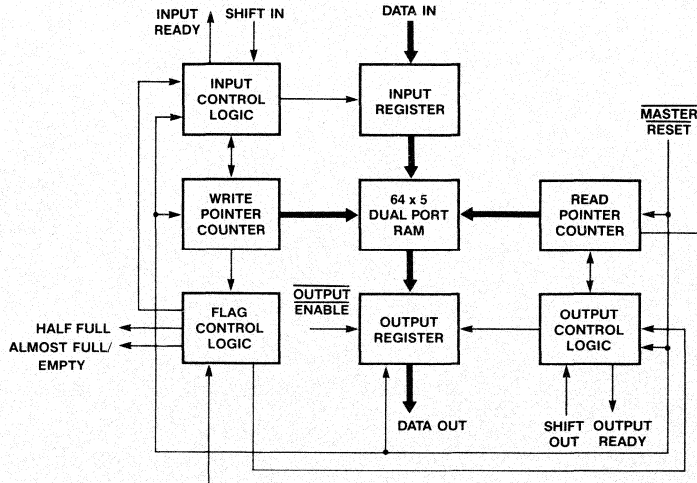 INPUT
READY
SHIFT IN
DATA IN
INPUT
CONTROL
LOGIC
INPUT
REGISTER
MASTER
RESET
WRITE
POINTER
COUNTER
64 x 5
DUAL PORT
RAM
READ
POINTER
COUNTER
FLAG
CONTROL
LOGIC
OUTPUT
ENABLE
OUTPUT
REGISTER
OUTPUT
CONTROL
LOGIC
HALF FULL
ALMOST FULL/
EMPTY
DATA OUT
SHIFT
OUT
OUTPUT
READY